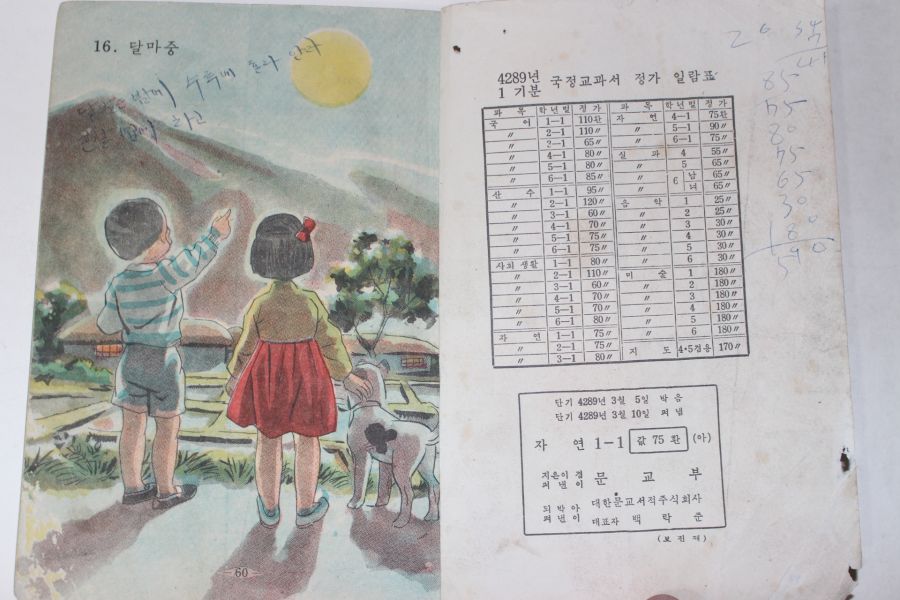 16. 달마중
60
4289년
1 기분
국정교과서 정가 일람표
과 목 학년및 정 가 과 목 학년및 정 가
국 어 1—1 110환 자 연 4—1 75환
〃 2—1 110〃 〃 5—1 90〃
〃 2—1 65〃 〃 6—1 75〃
〃 4—1 80〃 실 과 4 55〃
〃 5—1 80〃 〃 5 65〃
〃 6—1 85〃 〃 6 남 65〃
산 수 1—1 95〃 녀 65〃
〃 2—1 120〃 음 악 1 25〃
〃 3—1 60〃 〃 2 25〃
〃 4—1 70〃 〃 3 30〃
〃 5—1 75〃 〃 4 30〃
〃 6—1 75〃 〃 5 30〃
사회 생활 1—1 80〃 〃 6 30〃
〃 2—1 110〃 미 술 1 180〃
〃 3—1 60〃 〃 2 180〃
〃 4—1 70〃 〃 3 180〃
〃 5—1 70〃 〃 4 180〃
〃 6—1 80〃 〃 5 180〃
자 연 1—1 75〃 〃 6 180〃
〃 2—1 75〃 지 도 4·5겸용 170〃
〃 3—1 80〃
85
75
80
75
65
30
180
단기 4289년 3월 5일 박음
단기 4289년 3월 10일 펴냄
자 연 1—1 값 75 환 (아)
지은이 겸
펴낸이 문 교 부
되박아
펴낸이
대한문교서적주식회사
대표자 백 락 준
(보진재)